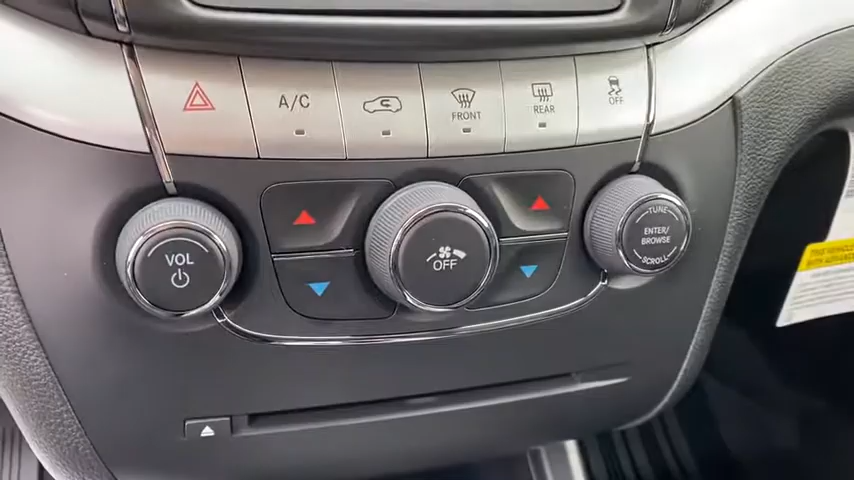 A/C
FRONT
REAR
OFF
VOL
OFF
TUNE
ENTER/
BROWSE
SCROLL